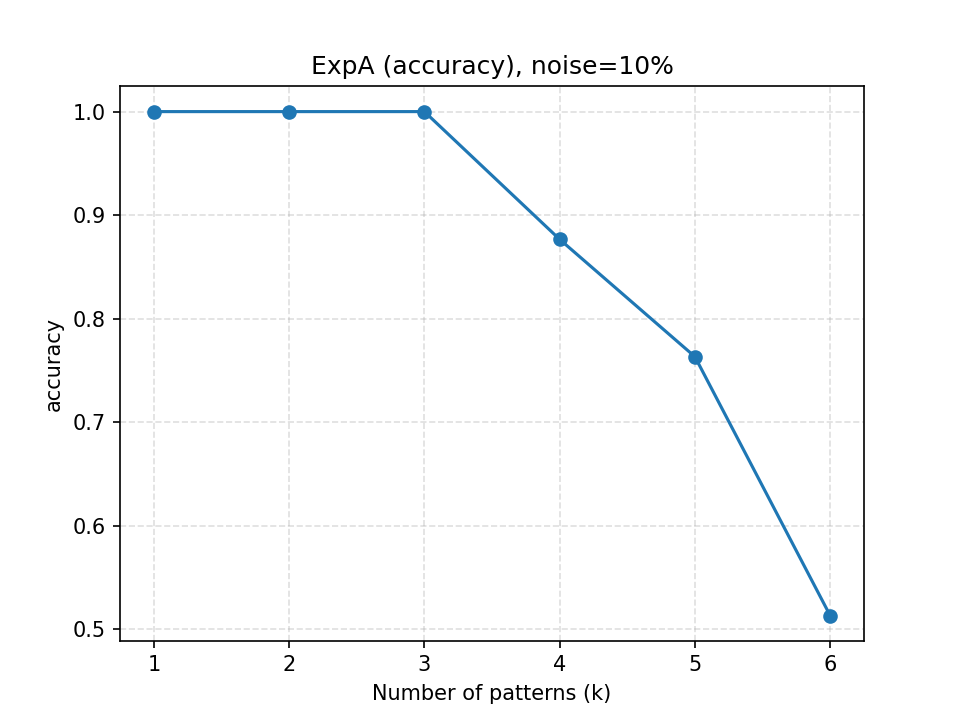 ExpA (accuracy), noise=10%
1.0
0.9
0.8
0.7
0.6
0.5
accuracy
1 2 3 4 5 6
Number of patterns (k)